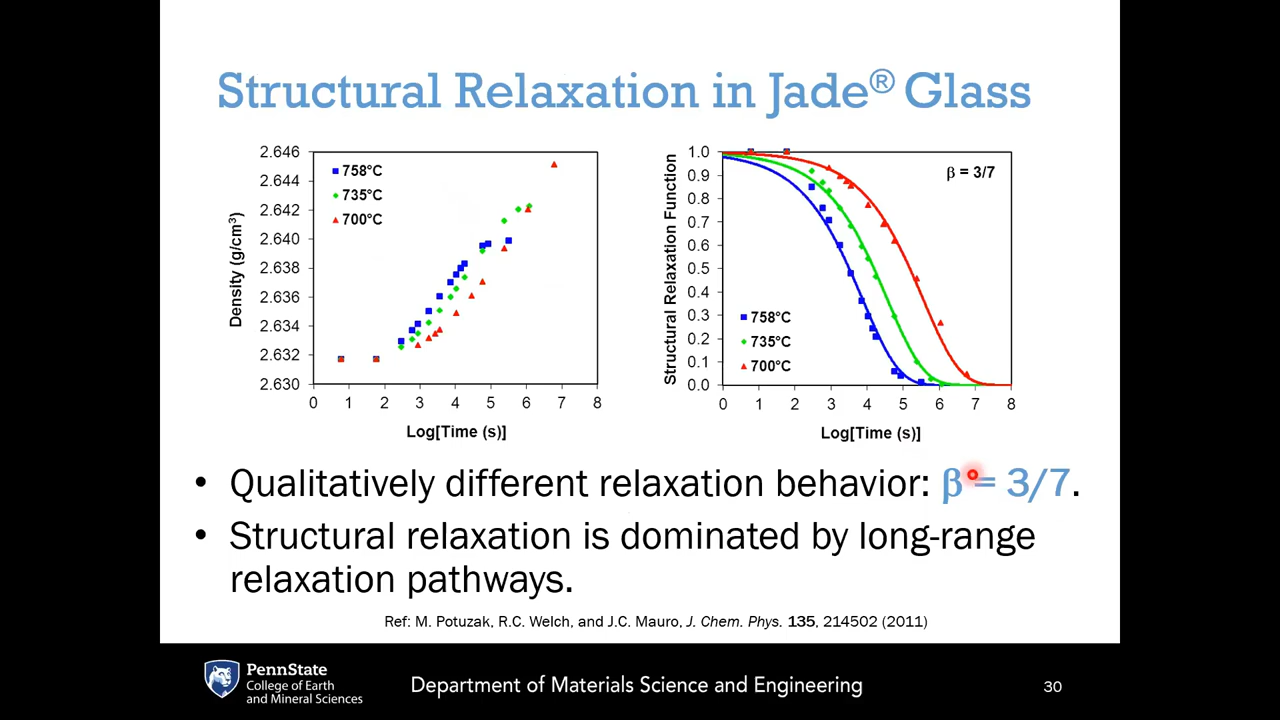 Structural Relaxation in Jade® Glass
2.646
2.644
2.642
2.640
2.638
2.636
2.634
2.632
2.630
Density (g/cm³)
758°C
735°C
700°C
0 1 2 3 4 5 6 7 8
Log[Time (s)]
1.0
0.9
0.8
0.7
0.6
0.5
0.4
0.3
0.2
0.1
0.0
Structural Relaxation Function
β = 3/7
758°C
735°C
700°C
0 1 2 3 4 5 6 7 8
Log[Time (s)]
• Qualitatively different relaxation behavior: β = 3/7.
• Structural relaxation is dominated by long-range
relaxation pathways.
Ref: M. Potuzak, R.C. Welch, and J.C. Mauro, J. Chem. Phys. 135, 214502 (2011)
PennState
College of Earth
and Mineral Sciences
Department of Materials Science and Engineering
30